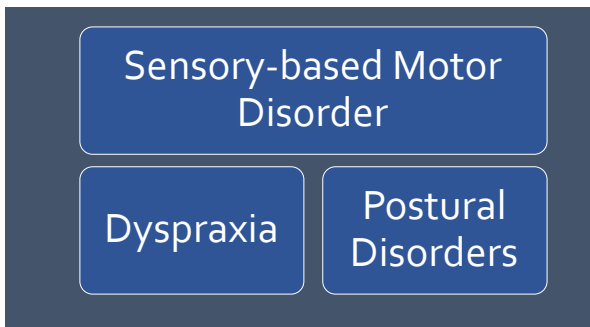 Sensory-based Motor
Disorder
Dyspraxia
Postural
Disorders